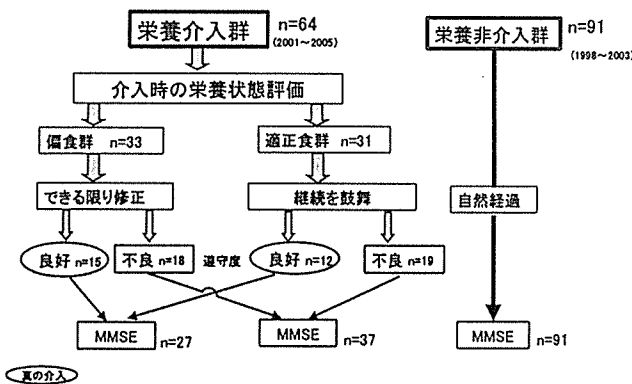 栄養介入群 n=64
(2001~2005)
栄養非介入群 n=91
(1998~2003)
介入時の栄養状態評価
偏食群 n=33
適正食群 n=31
できる限り修正
継続を鼓舞
自然経過
良好 n=15
不良 n=18
遵守度
良好 n=12
不良 n=19
MMSE n=27
MMSE n=37
MMSE n=91
真の介入